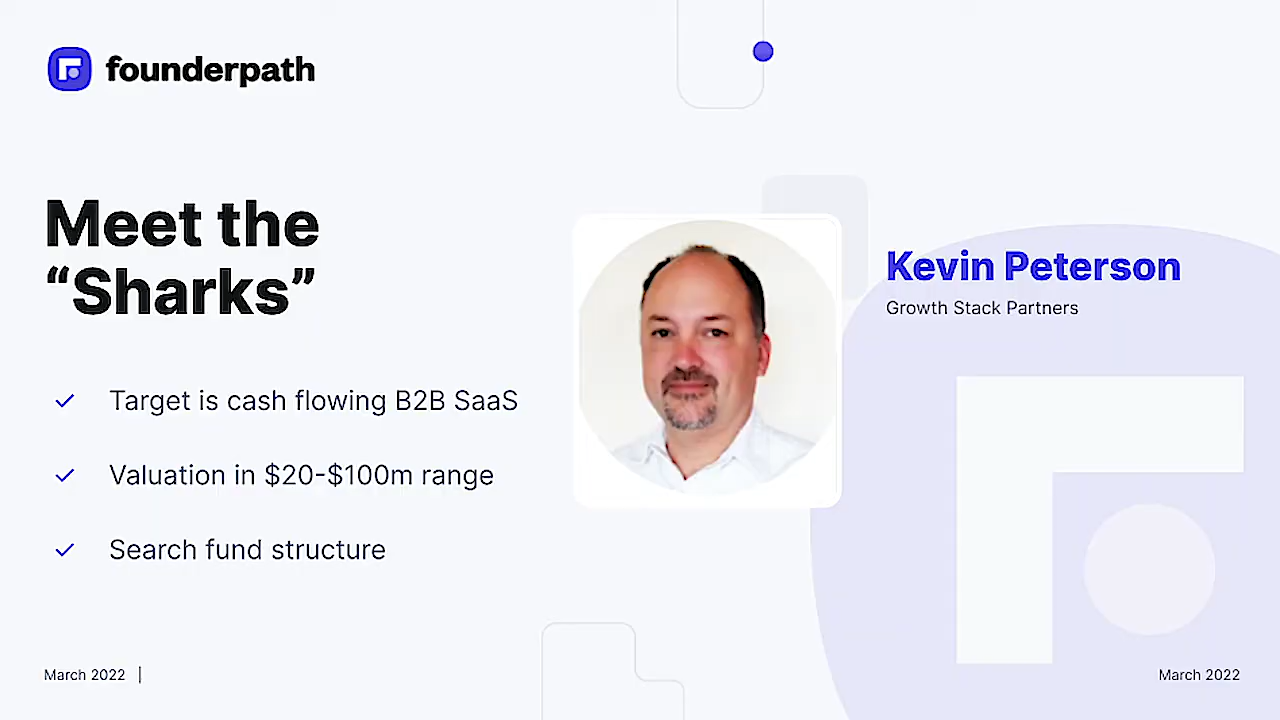 founderpath
Meet the
“Sharks”
Target is cash flowing B2B SaaS
Valuation in $20-$100m range
Search fund structure
Kevin Peterson
Growth Stack Partners
March 2022 |
March 2022